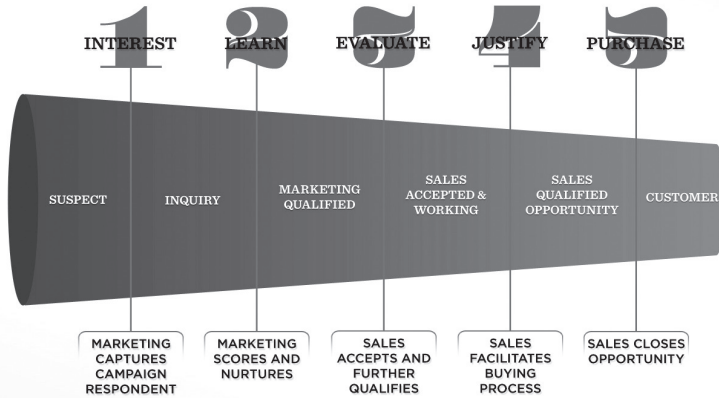 1
INTEREST
2
LEARN
3
EVALUATE
4
JUSTIFY
5
PURCHASE
SUSPECT
INQUIRY
MARKETING
QUALIFIED
SALES
ACCEPTED &
WORKING
SALES
QUALIFIED
OPPORTUNITY
CUSTOMER
MARKETING
CAPTURES
CAMPAIGN
RESPONDENT
MARKETING
SCORES AND
NURTURES
SALES
ACCEPTS AND
FURTHER
QUALIFIES
SALES
FACILITATES
BUYING
PROCESS
SALES CLOSES
OPPORTUNITY